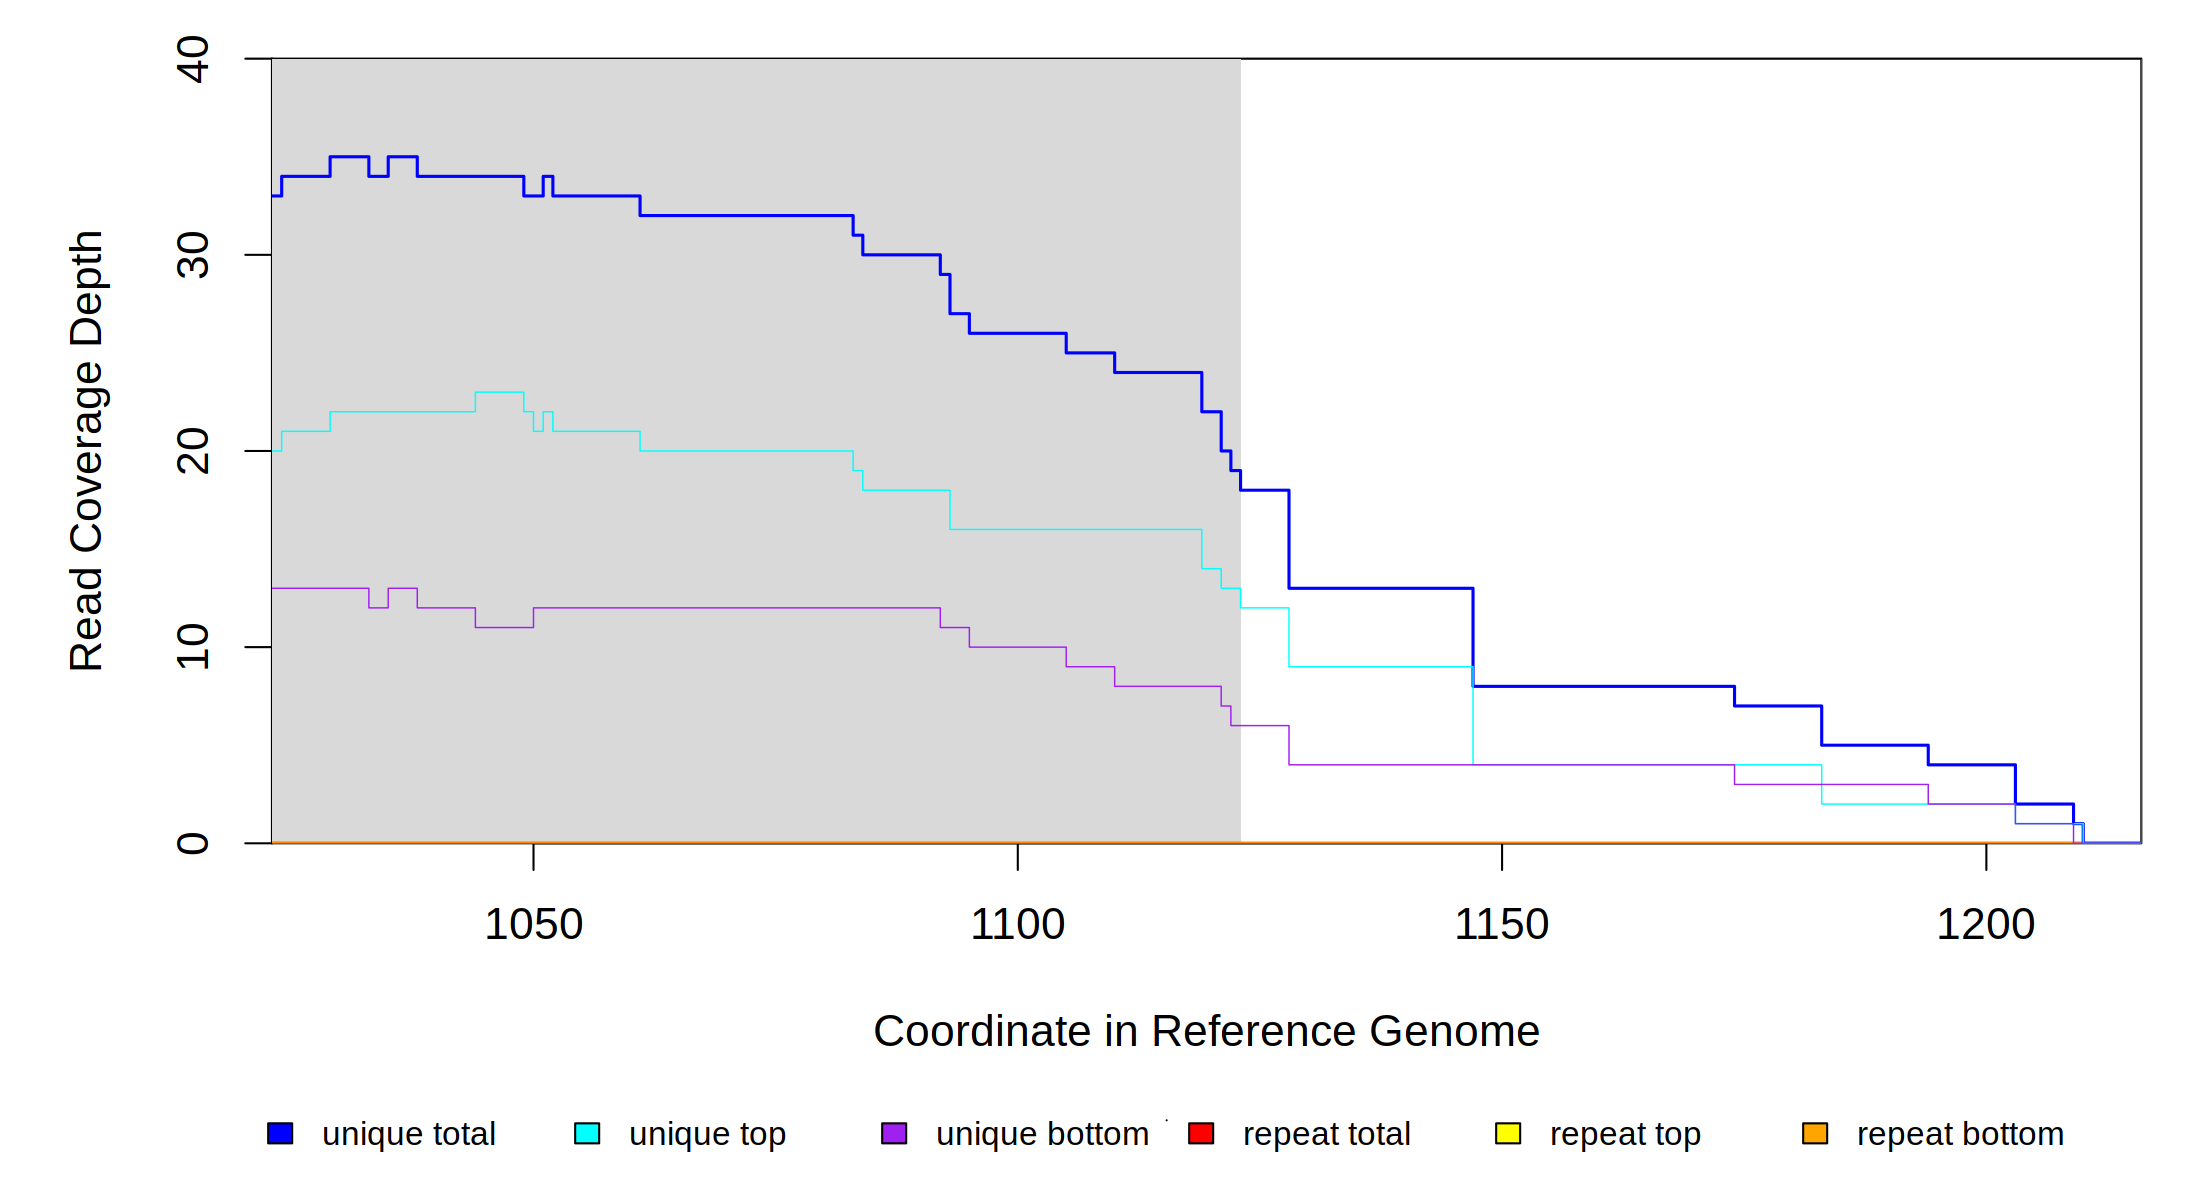 40
30
20
10
0
Read Coverage Depth
1050 1100 1150 1200
Coordinate in Reference Genome
unique total unique top unique bottom repeat total repeat top repeat bottom